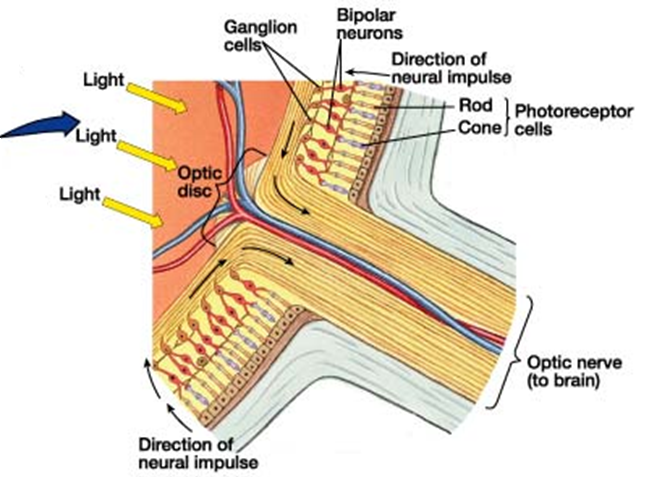 Bipolar
neurons
Ganglion
cells
Direction of
neural impulse
Light
Rod
Cone
Photoreceptor
cells
Light
Optic
disc
Light
Optic nerve
(to brain)
Direction of
neural impulse